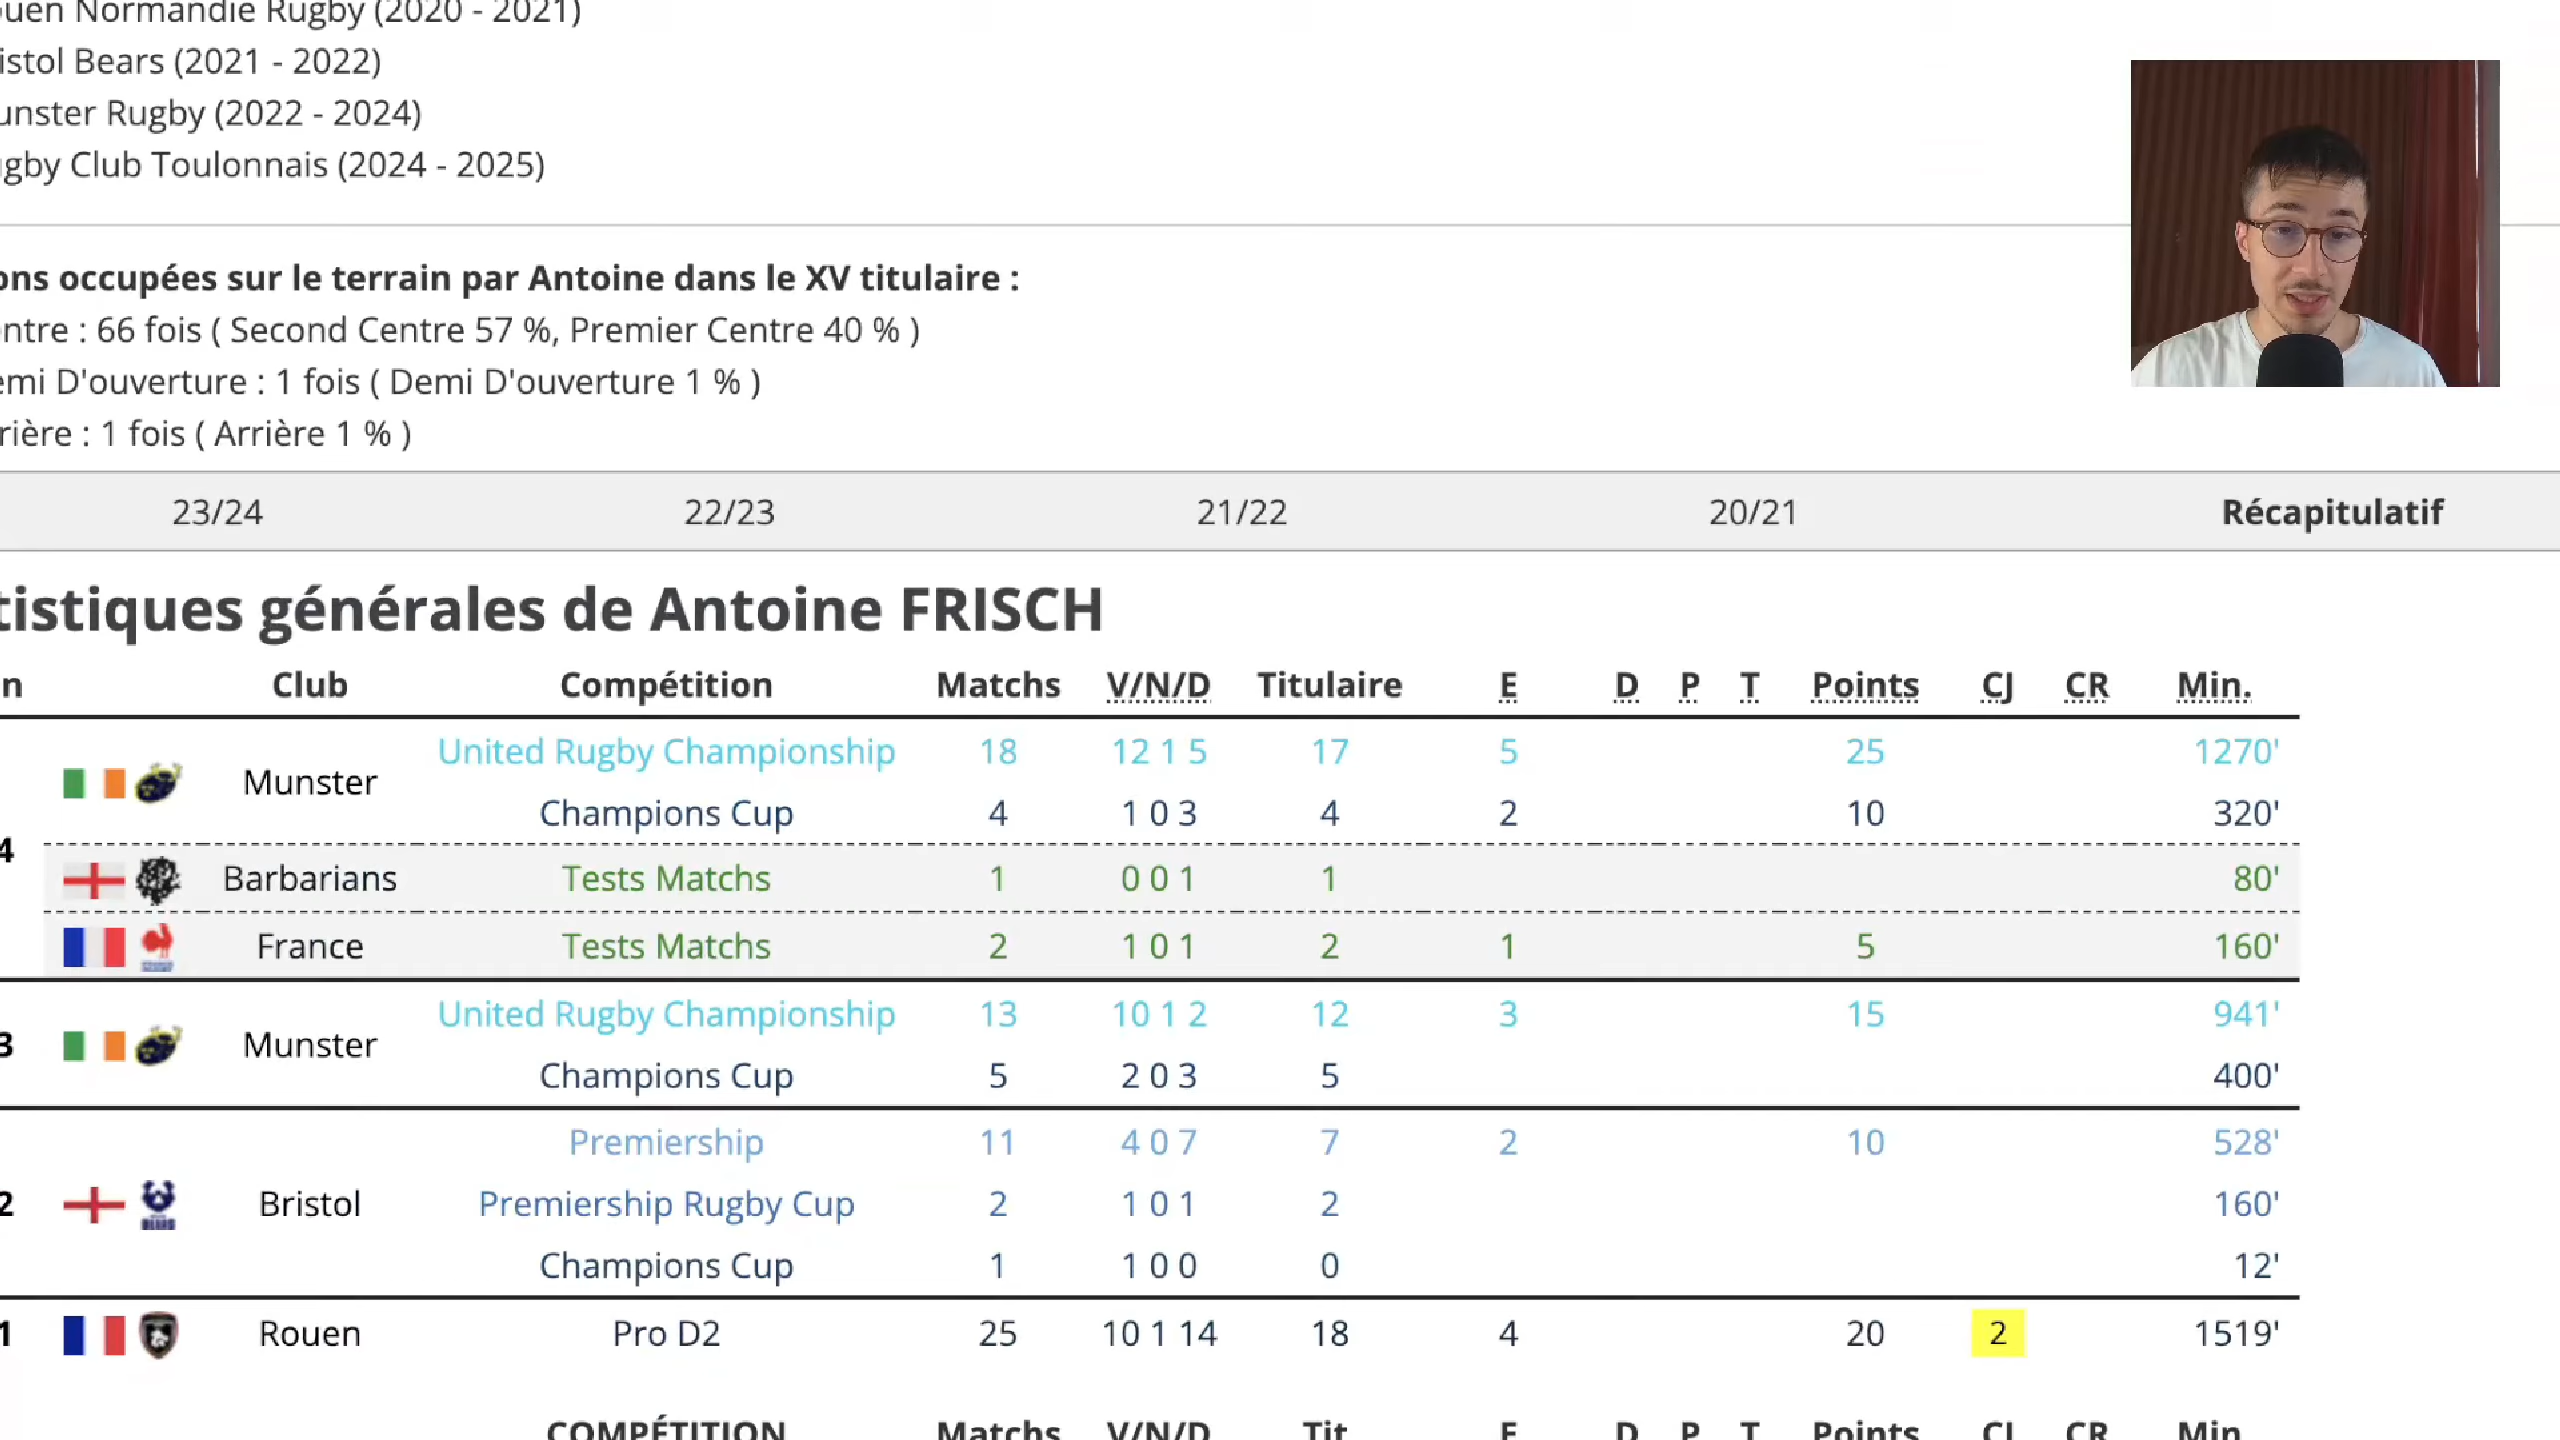 uen Normandie Rugby (2020 - 2021)
istol Bears (2021 - 2022)
unster Rugby (2022 - 2024)
gby Club Toulonnais (2024 - 2025)
ons occupées sur le terrain par Antoine dans le XV titulaire :
ntre : 66 fois ( Second Centre 57 %, Premier Centre 40 % )
emi D'ouverture : 1 fois ( Demi D'ouverture 1 % )
rière : 1 fois ( Arrière 1 % )
23/24 22/23 21/22 20/21 Récapitulatif
tistiques générales de Antoine FRISCH
n Club Compétition Matchs V/N/D Titulaire E D P T Points CJ CR Min.
4 Munster United Rugby Championship 18 12 1 5 17 5 25 1270'
Champions Cup 4 1 0 3 4 2 10 320'
Barbarians Tests Matchs 1 0 0 1 1 80'
France Tests Matchs 2 1 0 1 2 1 5 160'
3 Munster United Rugby Championship 13 10 1 2 12 3 15 941'
Champions Cup 5 2 0 3 5 400'
2 Bristol Premiership 11 4 0 7 7 2 10 528'
Premiership Rugby Cup 2 1 0 1 2 160'
Champions Cup 1 1 0 0 0 12'
1 Rouen Pro D2 25 10 1 14 18 4 20 2 1519'
COMPÉTITION Matchs V/N/D Tit E D P T Points CJ CR Min